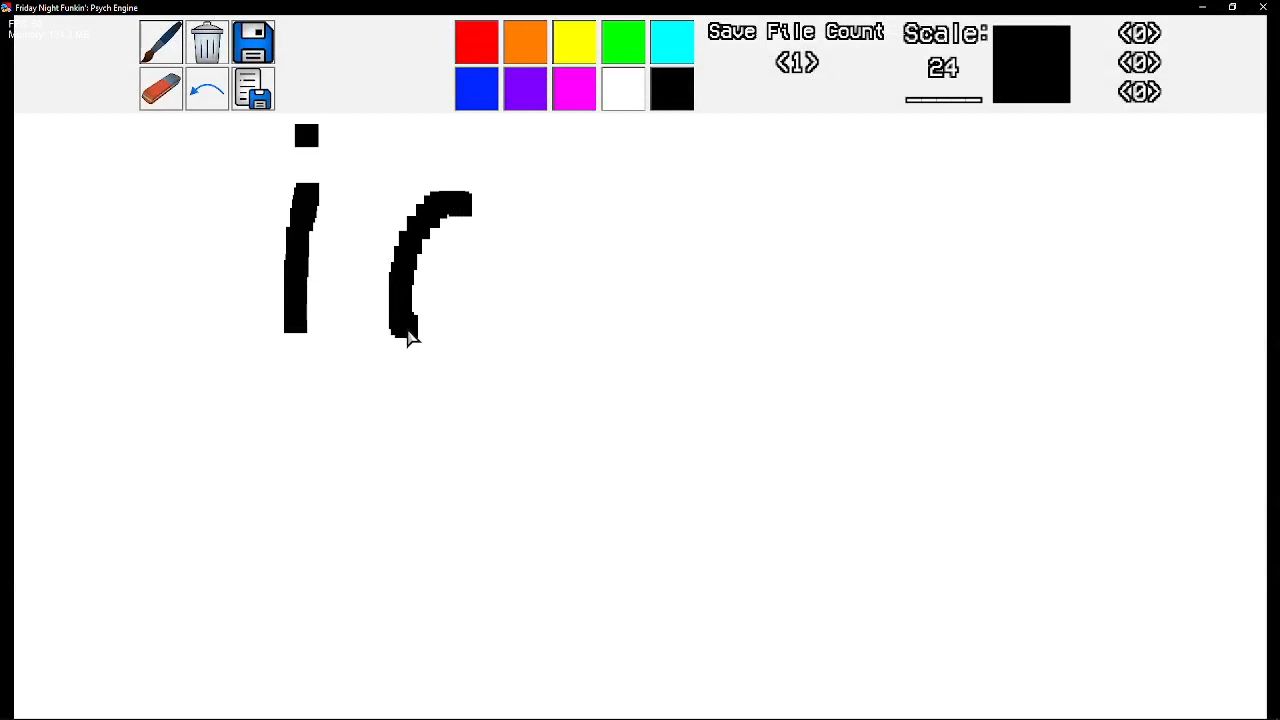 Friday Night Funkin': Psych Engine
Save File Count
<1>
Scale:
24
<0>
<0>
<0>
i